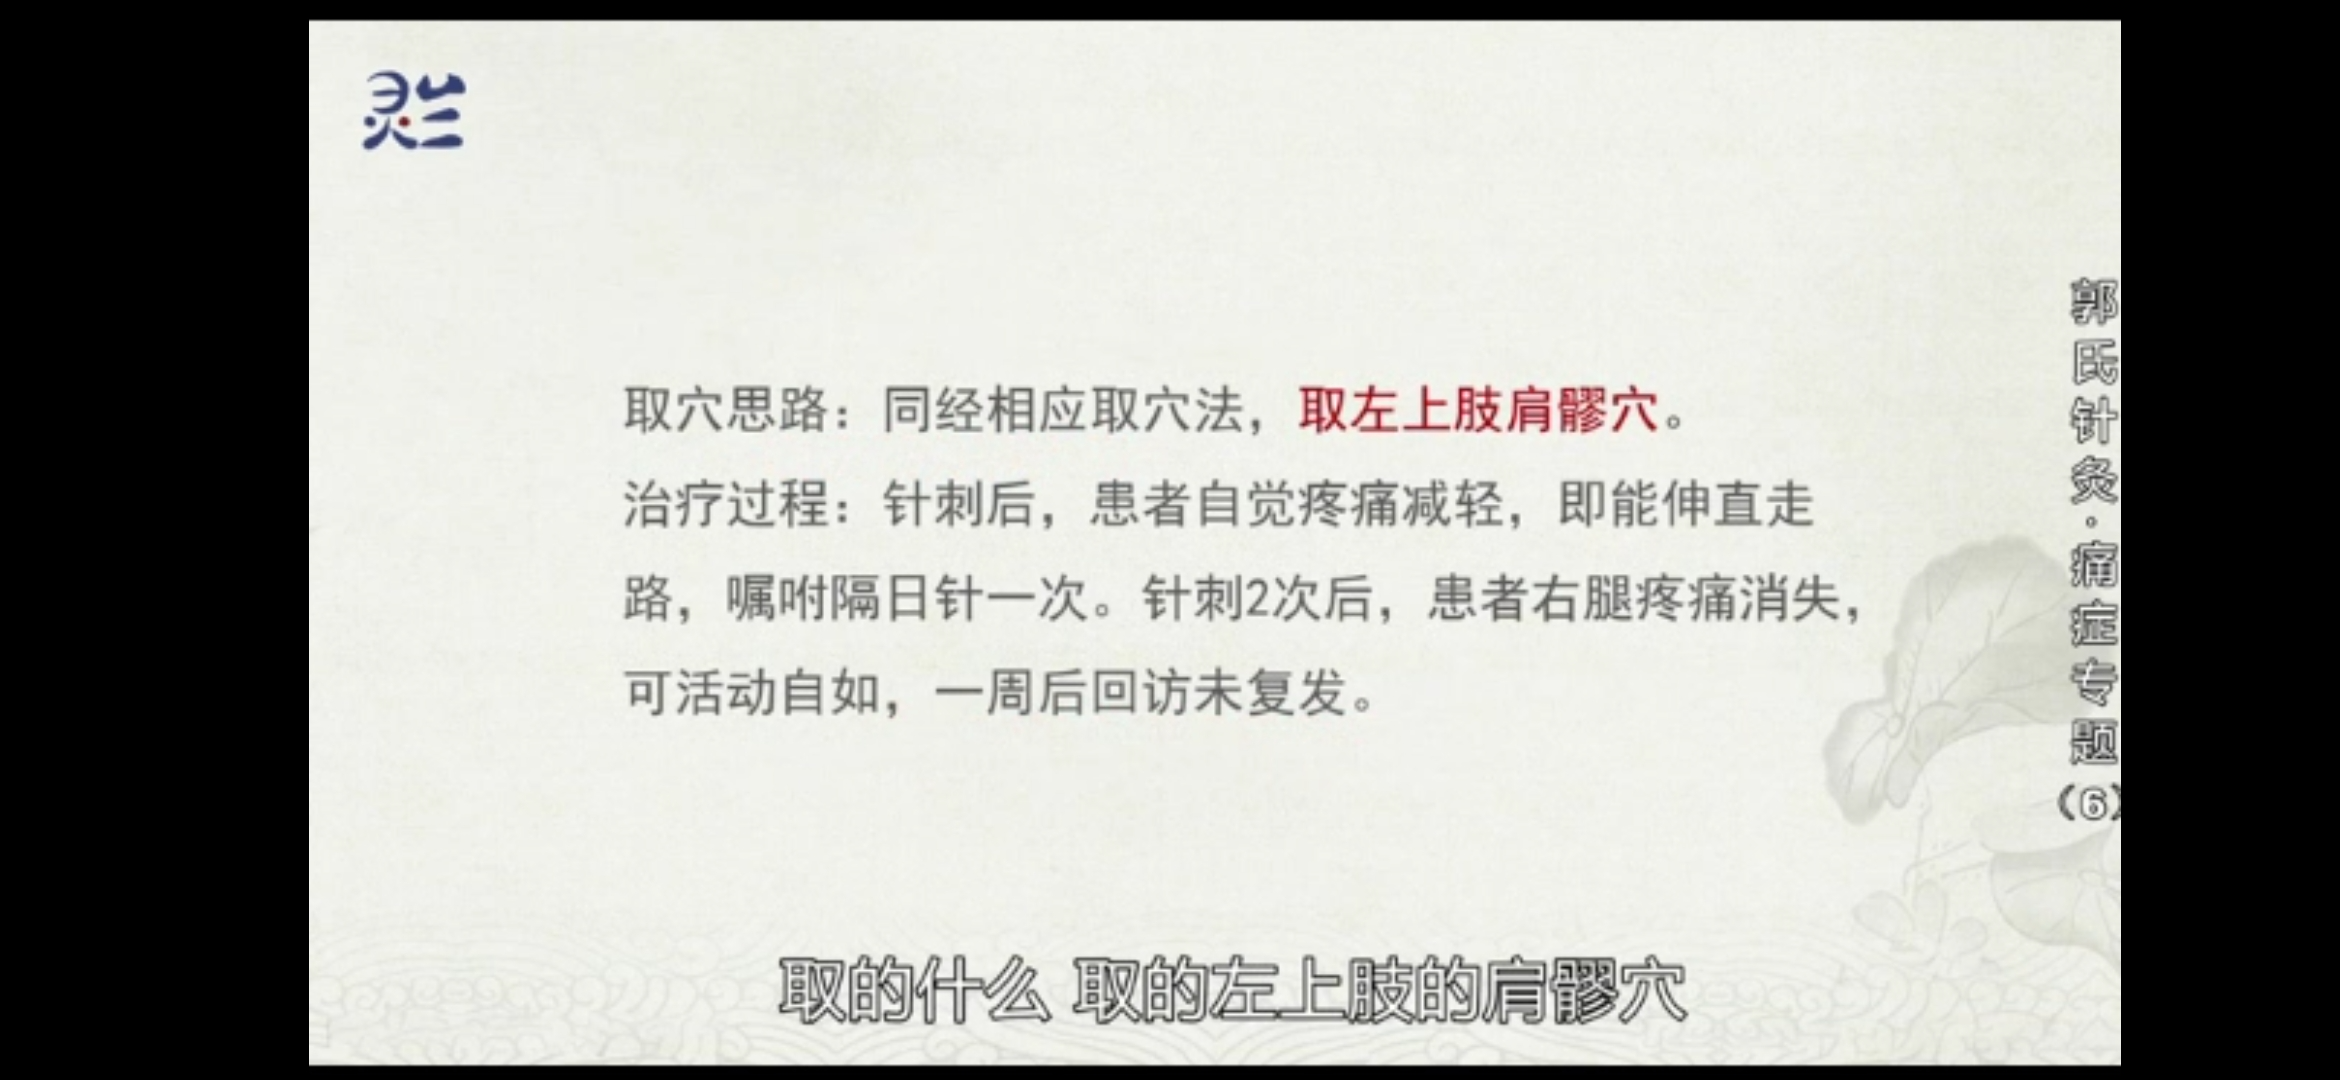 灵兰
取穴思路：同经相应取穴法，取左上肢肩髎穴。
治疗过程：针刺后，患者自觉疼痛减轻，即能伸直走
路，嘱咐隔日针一次。针刺2次后，患者右腿疼痛消失，
可活动自如，一周后回访未复发。
郭氏针灸·痛症专题（6）
取的什么 取的左上肢的肩髎穴